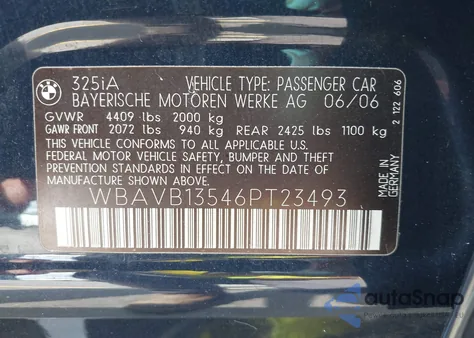 325iA VEHICLE TYPE: PASSENGER CAR
BAYERISCHE MOTOREN WERKE AG 06/06
GVWR 4409 lbs 2000 kg
GAWR FRONT 2072 lbs 940 kg REAR 2425 lbs 1100 kg
THIS VEHICLE CONFORMS TO ALL APPLICABLE U.S.
FEDERAL MOTOR VEHICLE SAFETY, BUMPER AND THEFT
PREVENTION STANDARDS IN EFFECT ON THE DATE OF
MANUFACTURE SHOWN ABOVE.
WBAVB13546PT23493
2 122 606
MADE IN
GERMANY
BMW
autoSnap